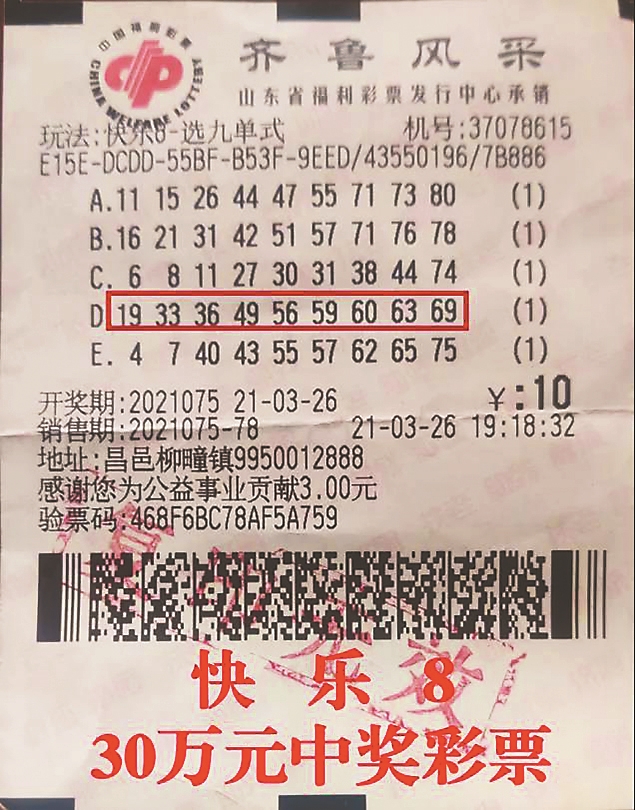 中国福利彩票
CHINA WELFARE LOTTERY
齐鲁风采
山东省福利彩票发行中心承销
玩法:快乐8-选九单式 机号:37078615
E15E-DCDD-55BF-B53F-9EED/43550196/7B886
A.11 15 26 44 47 55 71 73 80 (1)
B.16 21 31 42 51 57 71 76 78 (1)
C. 6 8 11 27 30 31 38 44 74 (1)
D 19 33 36 49 56 59 60 63 69 (1)
E. 4 7 40 43 55 57 62 65 75 (1)
开奖期:2021075 21-03-26 ¥:10
销售期:2021075-78 21-03-26 19:18:32
地址:昌邑柳疃镇9950012888
感谢您为公益事业贡献3.00元
验票码:468F6BC78AF5A759
快乐8
30万元中奖彩票